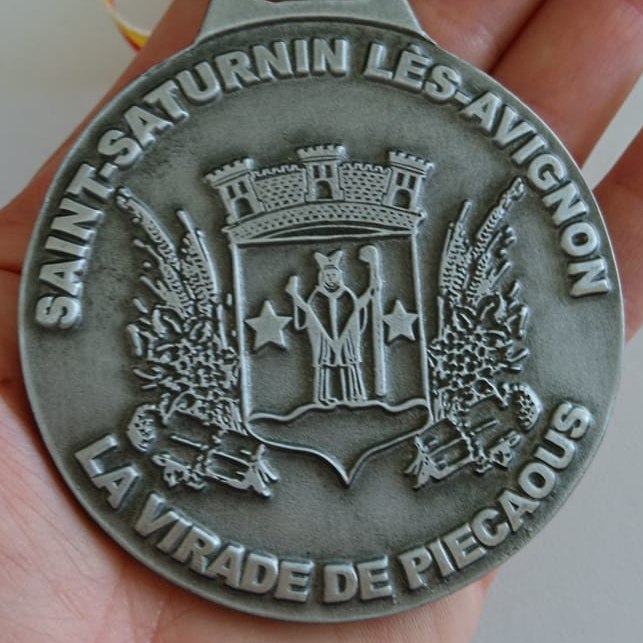 SAINT-SATURNIN LÈS-AVIGNON
LA VIRADE DE PIECAOUS